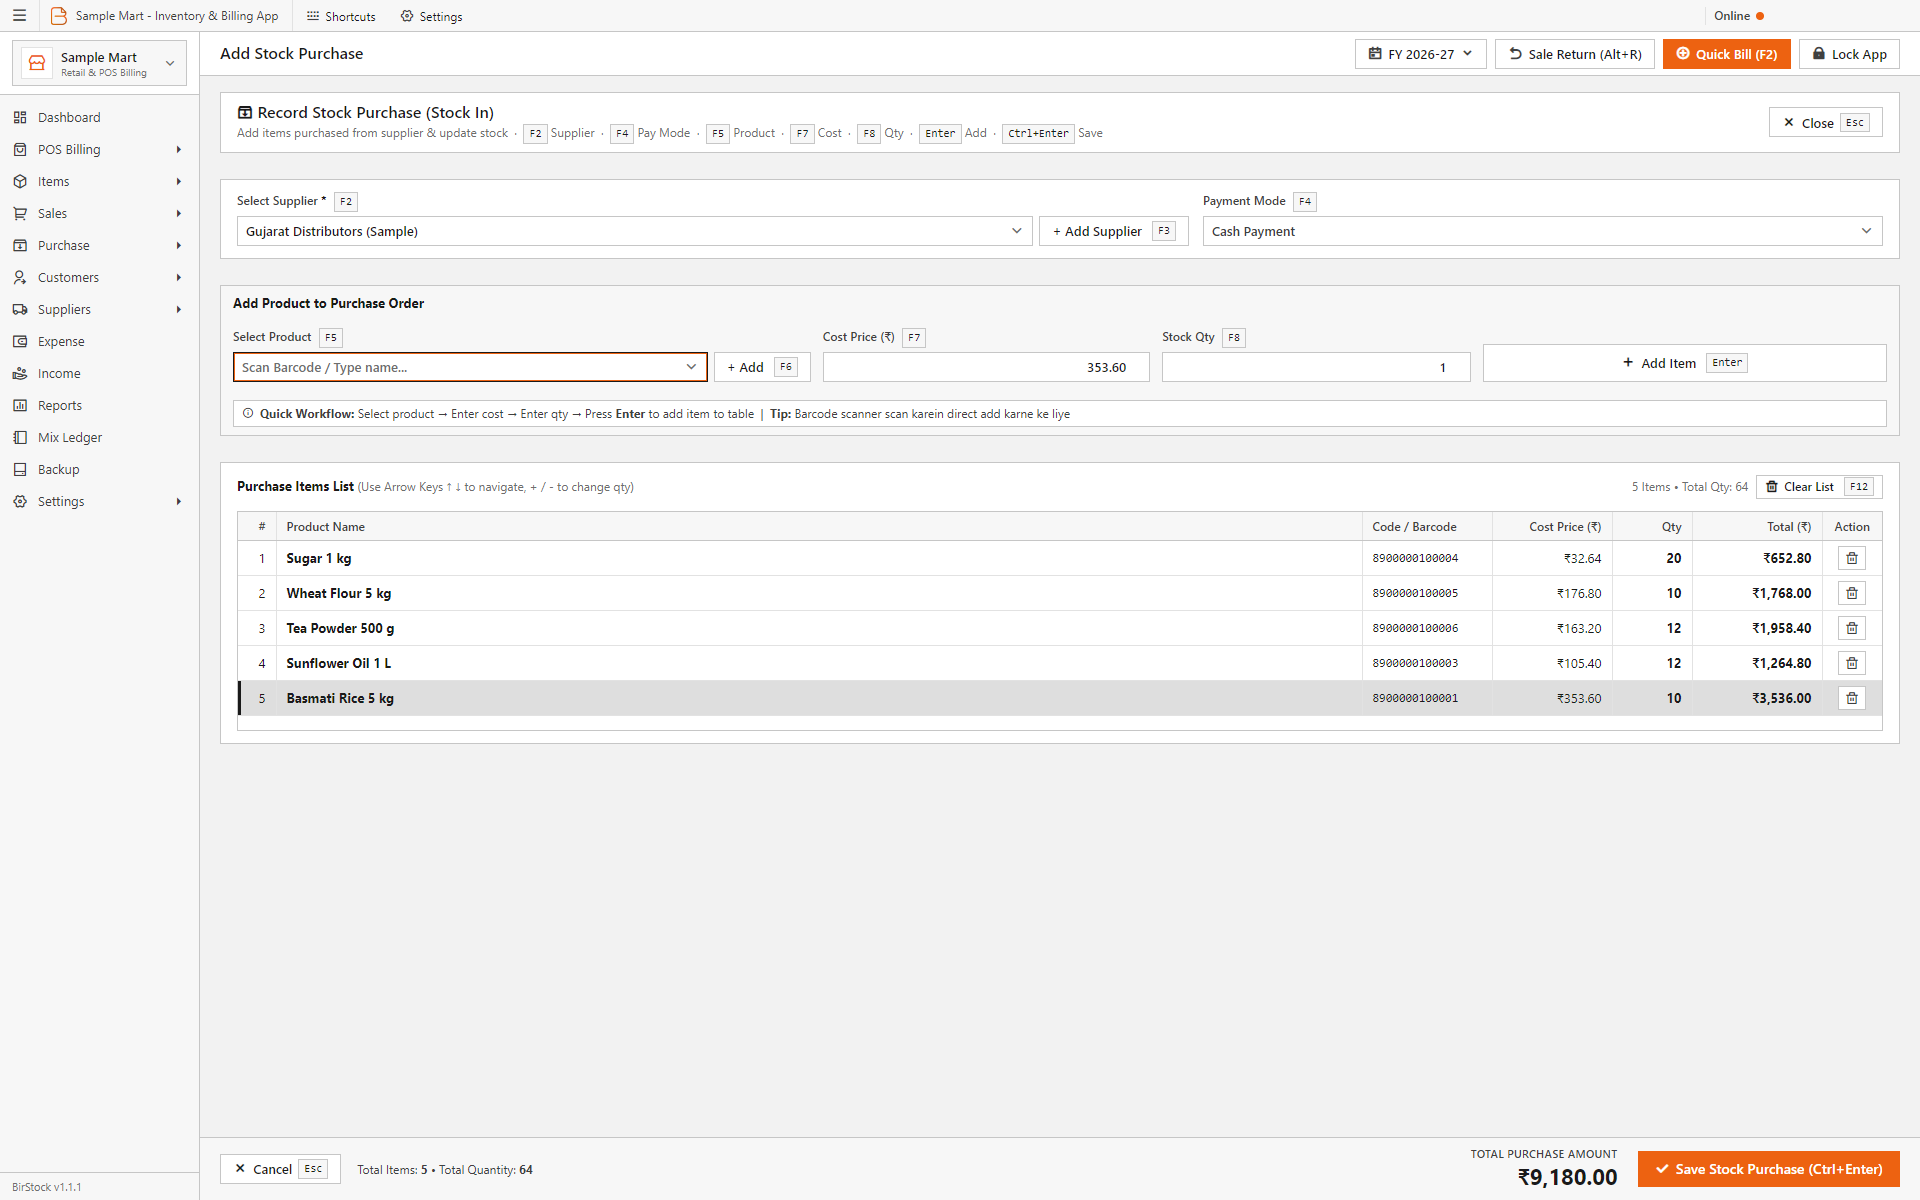 Sample Mart - Inventory & Billing App
Shortcuts
Settings
Online
Sample Mart
Retail & POS Billing
Dashboard
POS Billing
Items
Sales
Purchase
Customers
Suppliers
Expense
Income
Reports
Mix Ledger
Backup
Settings
BirStock v1.1.1
Add Stock Purchase
FY 2026-27
Sale Return (Alt+R)
Quick Bill (F2)
Lock App
Record Stock Purchase (Stock In)
Add items purchased from supplier & update stock · F2 Supplier · F4 Pay Mode · F5 Product · F7 Cost · F8 Qty · Enter Add · Ctrl+Enter Save
Close Esc
Select Supplier * F2
Gujarat Distributors (Sample)
+ Add Supplier F3
Payment Mode F4
Cash Payment
Add Product to Purchase Order
Select Product F5
Scan Barcode / Type name...
+ Add F6
Cost Price (₹) F7
353.60
Stock Qty F8
1
+ Add Item Enter
Quick Workflow: Select product → Enter cost → Enter qty → Press Enter to add item to table | Tip: Barcode scanner scan karein direct add karne ke liye
Purchase Items List (Use Arrow Keys ↑ ↓ to navigate, + / - to change qty)
5 Items • Total Qty: 64
Clear List F12
# Product Name Code / Barcode Cost Price (₹) Qty Total (₹) Action
1 Sugar 1 kg 8900000100004 ₹32.64 20 ₹652.80
2 Wheat Flour 5 kg 8900000100005 ₹176.80 10 ₹1,768.00
3 Tea Powder 500 g 8900000100006 ₹163.20 12 ₹1,958.40
4 Sunflower Oil 1 L 8900000100003 ₹105.40 12 ₹1,264.80
5 Basmati Rice 5 kg 8900000100001 ₹353.60 10 ₹3,536.00
Cancel Esc
Total Items: 5 • Total Quantity: 64
TOTAL PURCHASE AMOUNT
₹9,180.00
Save Stock Purchase (Ctrl+Enter)